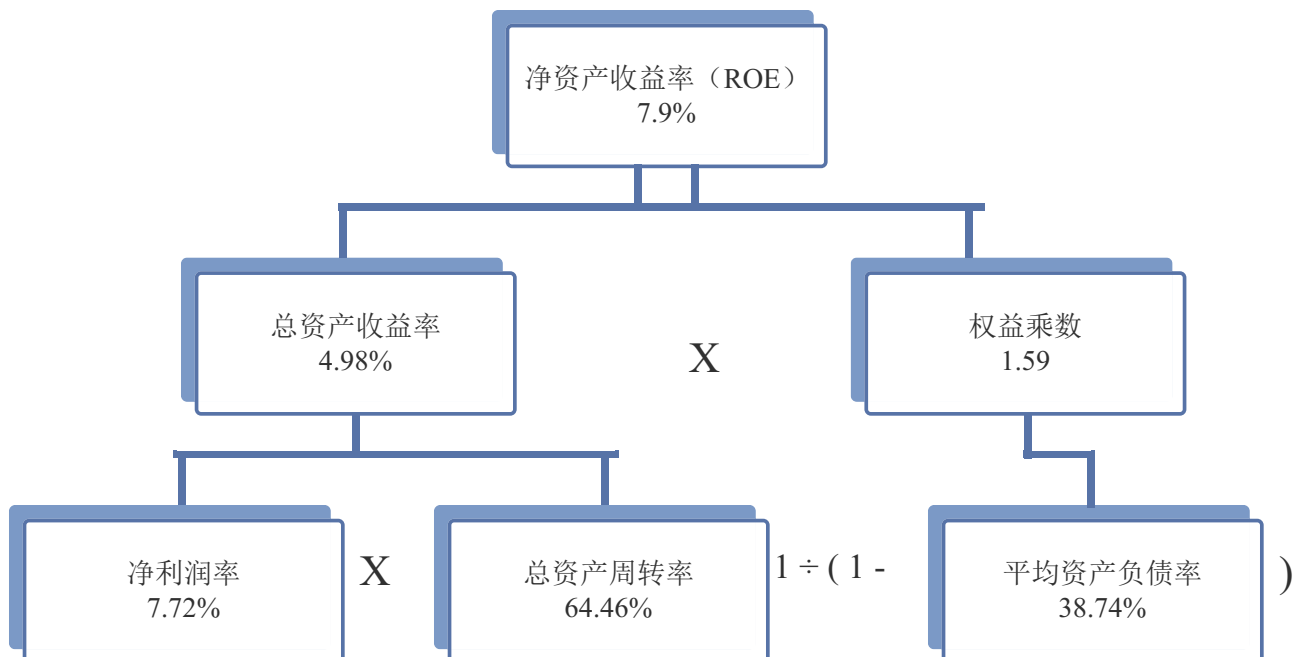 净资产收益率（ROE）
7.9%
总资产收益率
4.98%
X
权益乘数
1.59
净利润率
7.72%
X
总资产周转率
64.46%
1 ÷ ( 1 -
平均资产负债率
38.74%
)